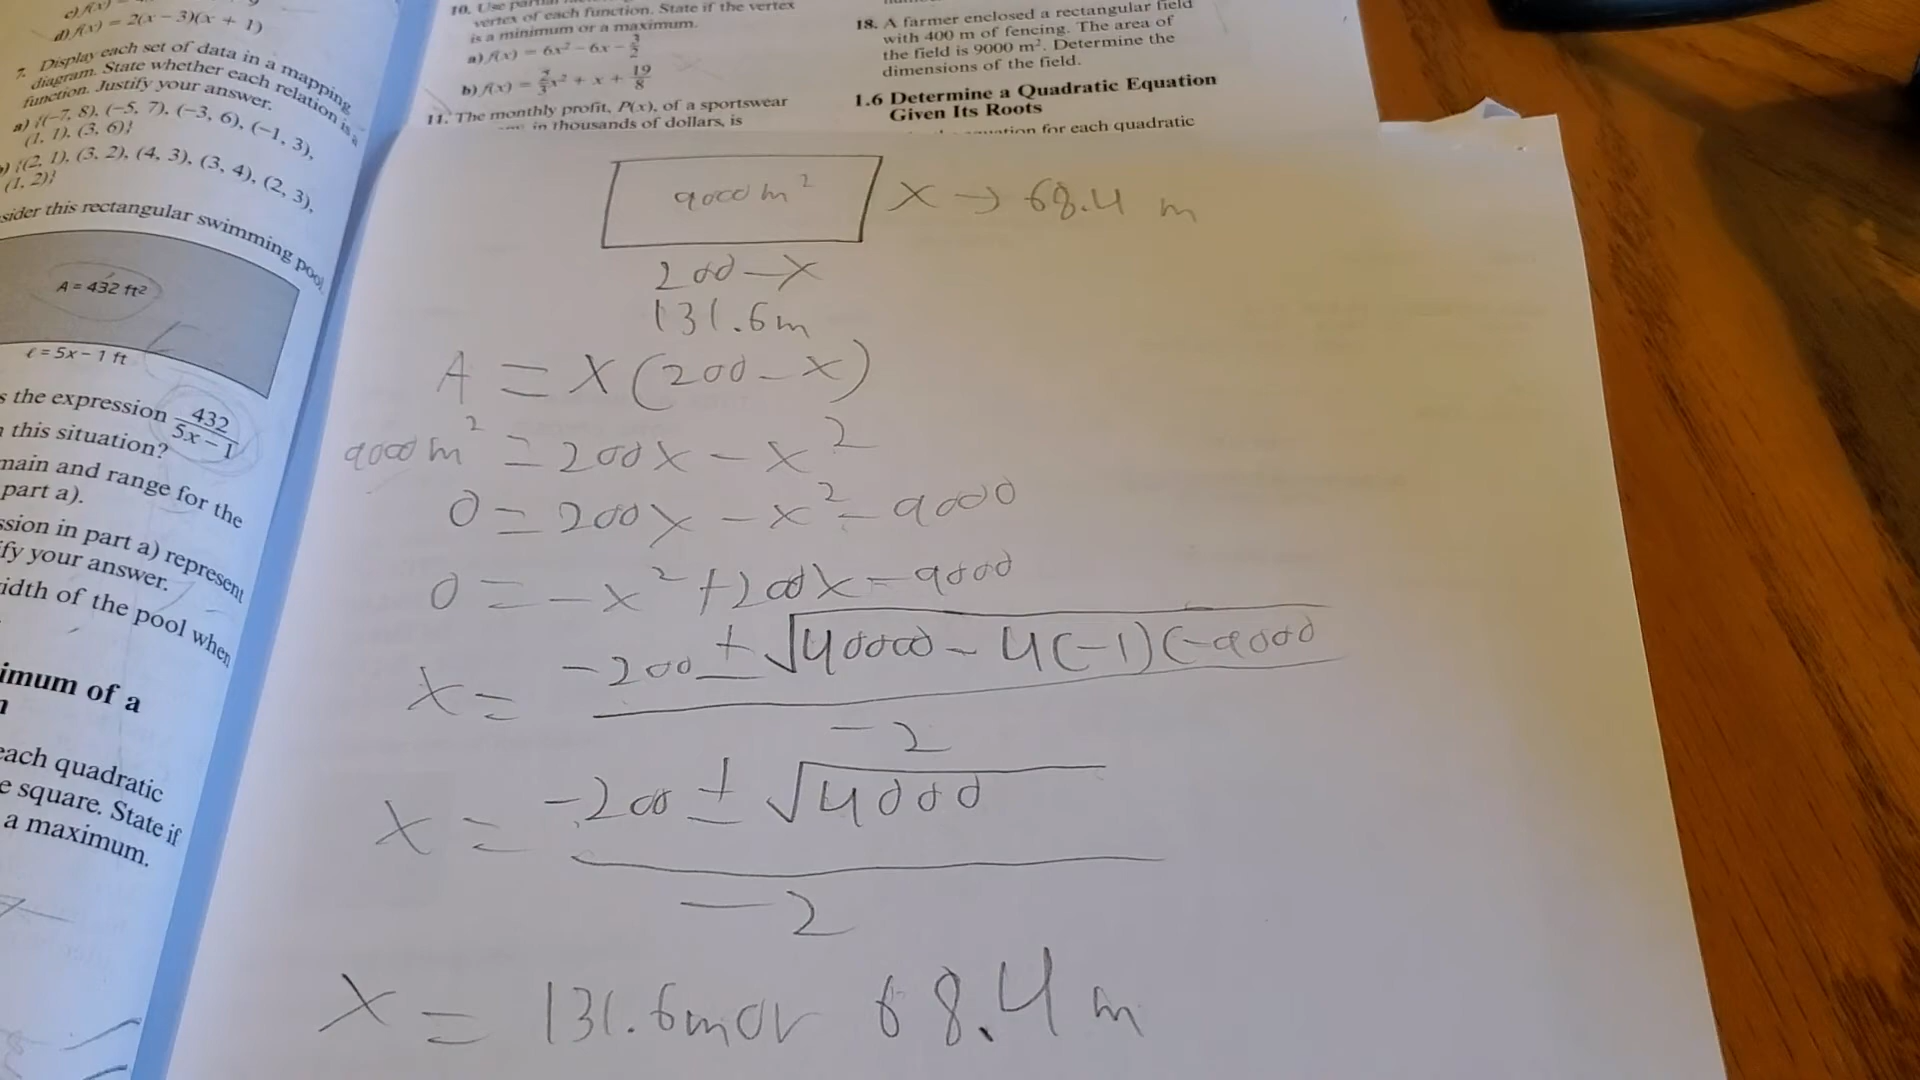 d) f(x) = 2(x − 3)(x + 1)
7. Display each set of data in a mapping
diagram. State whether each relation is a
function. Justify your answer.
a) {(−7, 8), (−5, 7), (−3, 6), (−1, 3),
(1, 1), (3, 6)}
{(2, 1), (3, 2), (4, 3), (3, 4), (2, 3),
(1, 2)}
sider this rectangular swimming pool.
A = 432 ft²
ℓ = 5x − 1 ft
s the expression 432/5x − 1
this situation?
main and range for the
part a).
ssion in part a) represent
fy your answer.
idth of the pool when
imum of a
each quadratic
e square. State if
a maximum.
10. Use
vertex of each function. State if the vertex
is a minimum or a maximum.
a) f(x) = 6x² − 6x − 3/2
b) f(x) = x² + x + 19/8
11. The monthly profit, P(x), of a sportswear
in thousands of dollars, is
18. A farmer enclosed a rectangular field
with 400 m of fencing. The area of
the field is 9000 m². Determine the
dimensions of the field.
1.6 Determine a Quadratic Equation
Given Its Roots
equation for each quadratic
9000 m² x → 68.4 m
200 − x
131.6m
A = x(200 − x)
9000 m² = 200x − x²
0 = 200x − x² − 9000
0 = −x² + 200x − 9000
x = −200 ± √40000 − 4(−1)(−9000
−2
x = −200 ± √4000
−2
x = 131.6m or 68.4 m